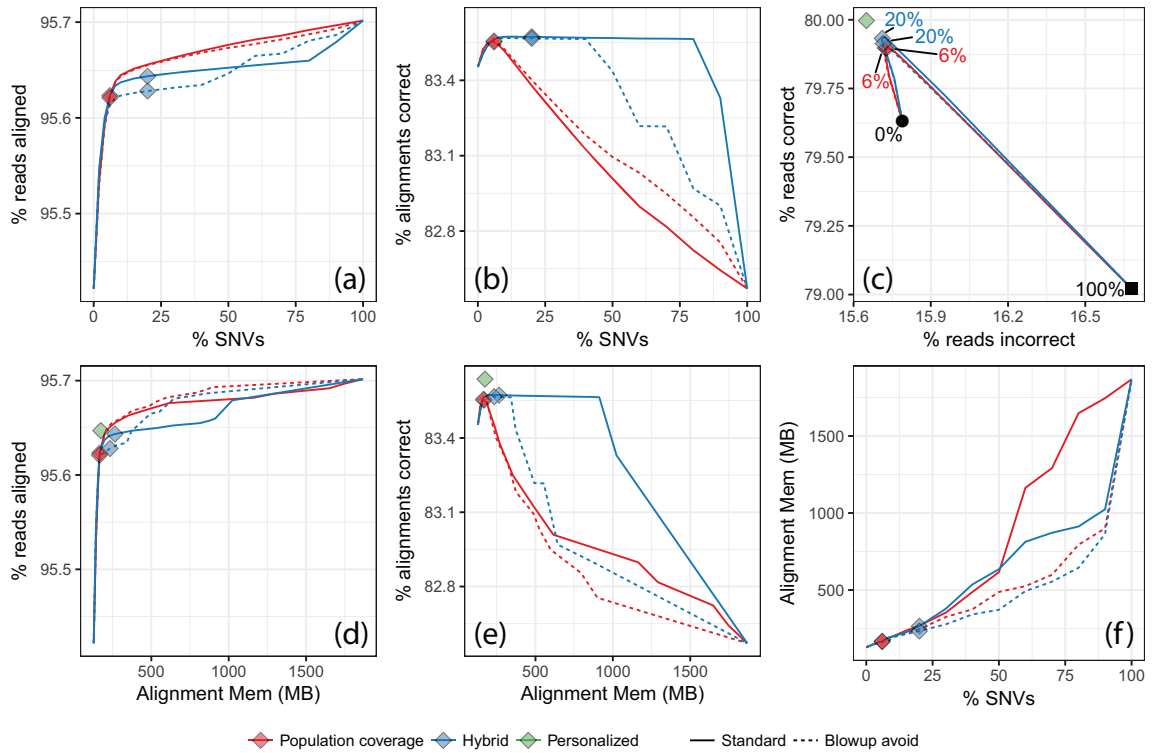 95.7
95.6
95.5
% reads aligned
0 25 50 75 100
% SNVs
(a)
83.4
83.1
82.8
% alignments correct
0 25 50 75 100
% SNVs
(b)
80.00
79.75
79.50
79.25
79.00
% reads correct
20%
20%
6%
6%
0%
100%
15.6 15.9 16.2 16.5
% reads incorrect
(c)
95.7
95.6
95.5
% reads aligned
500 1000 1500
Alignment Mem (MB)
(d)
83.4
83.1
82.8
% alignments correct
500 1000 1500
Alignment Mem (MB)
(e)
1500
1000
500
Alignment Mem (MB)
0 25 50 75 100
% SNVs
(f)
Population coverage Hybrid Personalized Standard Blowup avoid